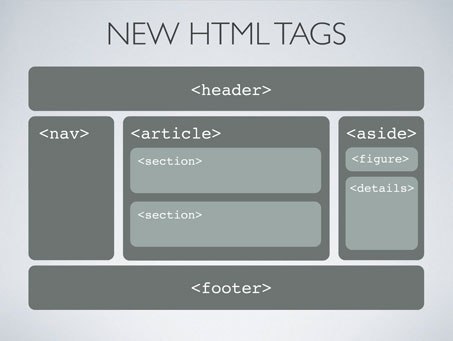 NEW HTML TAGS
<header>
<nav>
<article>
<section>
<section>
<aside>
<figure>
<details>
<footer>